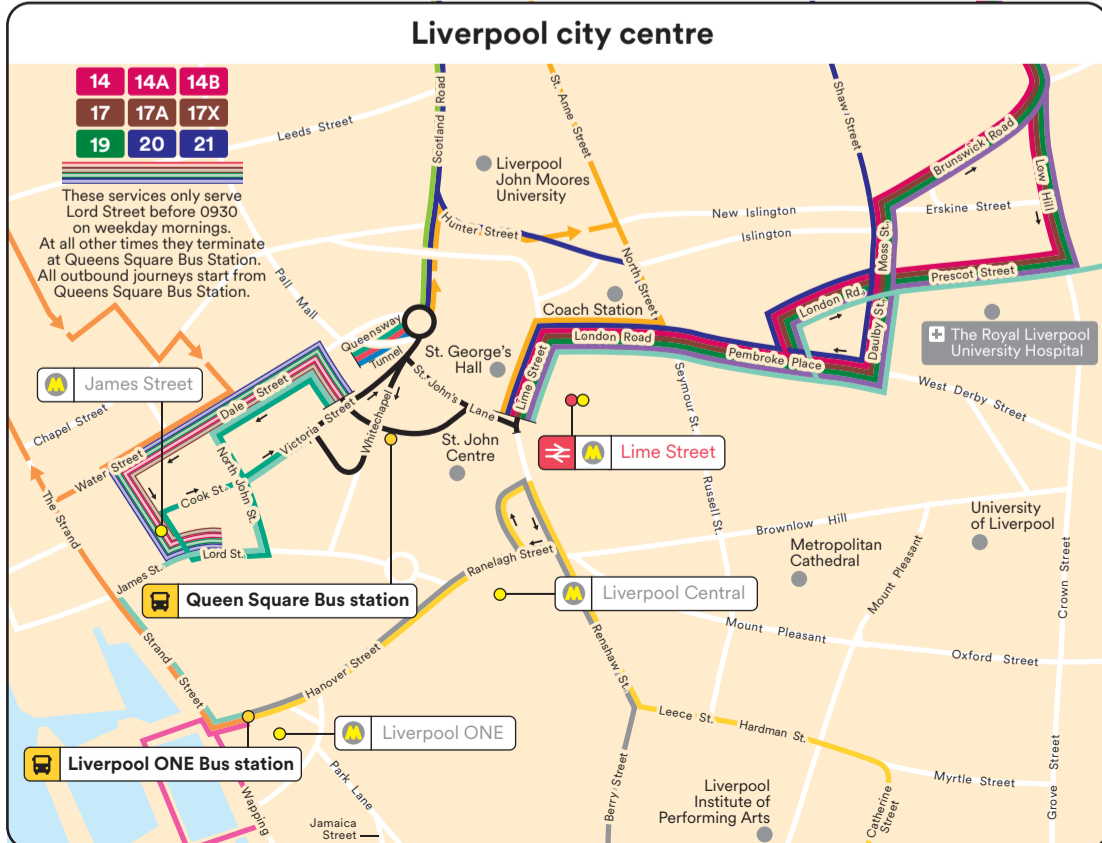 Liverpool city centre
14 14A 14B
17 17A 17X
19 20 21
These services only serve
Lord Street before 0930
on weekday mornings.
At all other times they terminate
at Queens Square Bus Station.
All outbound journeys start from
Queens Square Bus Station.
Leeds Street
Scotland Road
St. Anne Street
Shaw Street
Brunswick Road
Low Hill
Liverpool
John Moores
University
Hunter Street
New Islington
Islington
Erskine Street
Moss St.
Prescot Street
North Street
Pall Mall
Coach Station
London Rd.
Daulby St.
The Royal Liverpool
University Hospital
Queensway
Tunnel
St. George's
Hall
London Road
Pembroke Place
Lime Street
St. John's Lane
Seymour St.
West Derby Street
M James Street
Dale Street
Chapel Street
Victoria Street
Whitechapel
St. John
Centre
M Lime Street
Water Street
North John St.
Cook St.
The Strand
Lord St.
James St.
Russell St.
Brownlow Hill
University
of Liverpool
Metropolitan
Cathedral
Mount Pleasant
Crown Street
Ranelagh Street
Queen Square Bus station
M Liverpool Central
Mount Pleasant
Oxford Street
Renshaw St.
Strand Street
Hanover Street
Leece St.
Hardman St.
M Liverpool ONE
Liverpool ONE Bus station
Park Lane
Wapping
Jamaica
Street
Berry Street
Liverpool
Institute of
Performing Arts
Catherine
Street
Myrtle Street
Grove Street